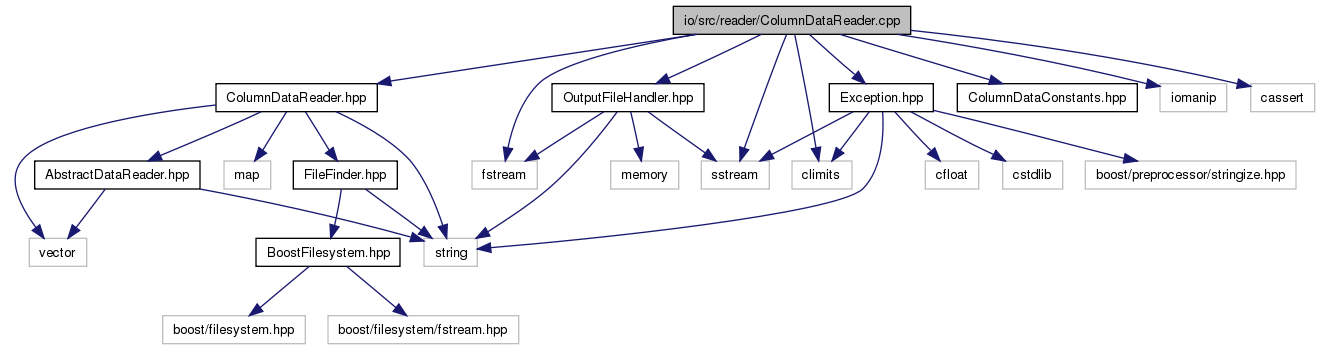 io/src/reader/ColumnDataReader.cpp
ColumnDataReader.hpp
OutputFileHandler.hpp
Exception.hpp
ColumnDataConstants.hpp
iomanip
cassert
AbstractDataReader.hpp
map
FileFinder.hpp
fstream
memory
sstream
climits
cfloat
cstdlib
boost/preprocessor/stringize.hpp
vector
BoostFilesystem.hpp
string
boost/filesystem.hpp
boost/filesystem/fstream.hpp